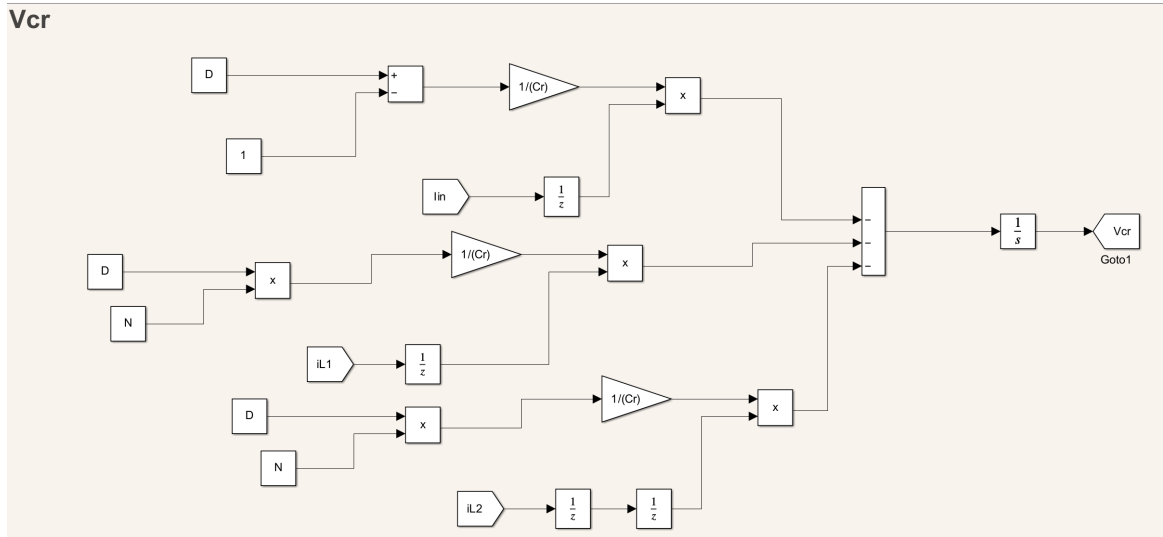 Vcr
D
+
−
1/(Cr)
x
1
Iin
1
z
−
−
−
1
s
Vcr
Goto1
D
x
N
1/(Cr)
x
iL1
1
z
D
x
N
1/(Cr)
x
iL2
1
z
1
z